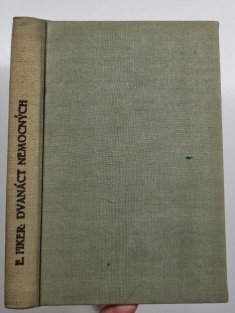 E. FIKER: DVANÁCT NEMOCNÝCH